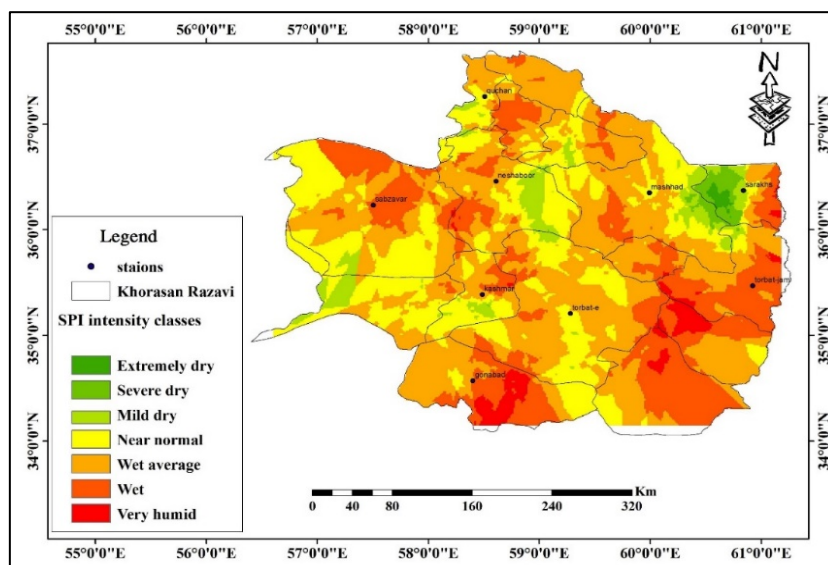 55°0'0"E 56°0'0"E 57°0'0"E 58°0'0"E 59°0'0"E 60°0'0"E 61°0'0"E
N
37°0'0"N
36°0'0"N
35°0'0"N
34°0'0"N
37°0'0"N
36°0'0"N
35°0'0"N
34°0'0"N
quchan
neshaboor
mashhad
sarakhs
sabzevar
torbat-jam
kashmar
torbat-e
gonabad
Legend
staions
Khorasan Razavi
SPI intensity classes
Extremely dry
Severe dry
Mild dry
Near normal
Wet average
Wet
Very humid
Km
0 40 80 160 240 320
55°0'0"E 56°0'0"E 57°0'0"E 58°0'0"E 59°0'0"E 60°0'0"E 61°0'0"E